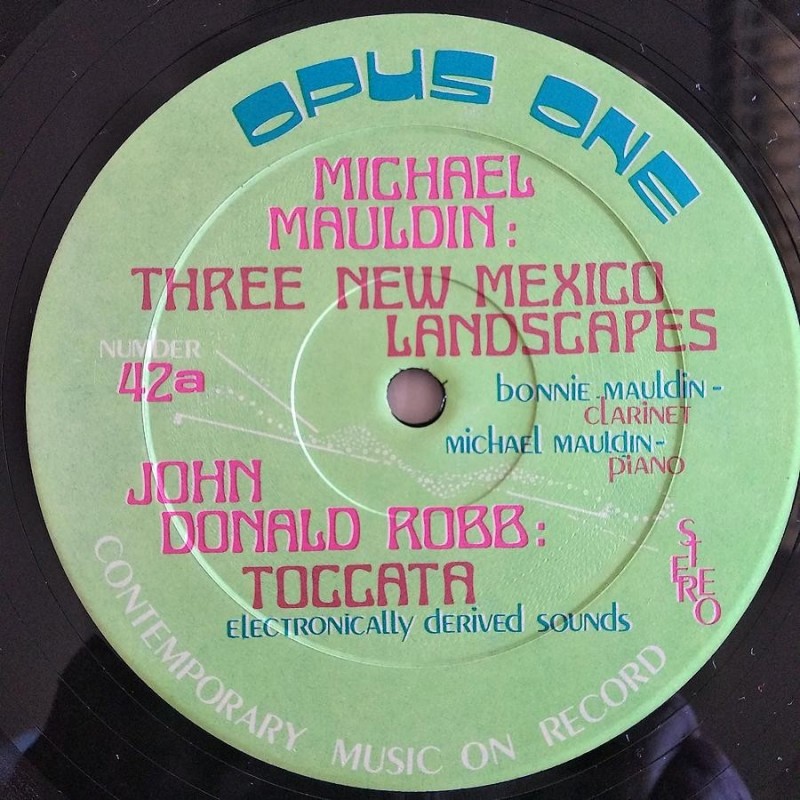 OPUS ONE
MICHAEL
MAULDIN:
THREE NEW MEXICO
LANDSCAPES
NUMBER
42a
bonnie mauldin-
clarinet
michael mauldin-
piano
JOHN
DONALD ROBB:
TOCCATA
electronically derived sounds
STEREO
CONTEMPORARY MUSIC ON RECORD